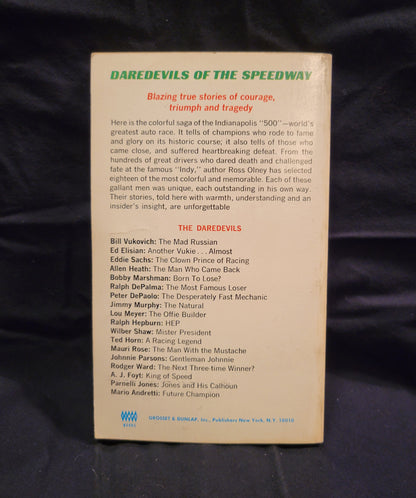 DAREDEVILS OF THE SPEEDWAY
Blazing true stories of courage,
triumph and tragedy
Here is the colorful saga of the Indianapolis "500"—world's
greatest auto race. It tells of champions who rode to fame
and glory on its historic course; it also tells of those who
came close, and suffered heartbreaking defeat. From the
hundreds of great drivers who dared death and challenged
fate at the famous "Indy," author Ross Olney has selected
eighteen of the most colorful and memorable. Each of these
gallant men was unique, each outstanding in his own way.
Their stories, told here with warmth, understanding and an
insider's insight, are unforgettable
THE DAREDEVILS
Bill Vukovich: The Mad Russian
Ed Elisian: Another Vukie . . . Almost
Eddie Sachs: The Clown Prince of Racing
Allen Heath: The Man Who Came Back
Bobby Marshman: Born To Lose?
Ralph DePalma: The Most Famous Loser
Peter DePaolo: The Desperately Fast Mechanic
Jimmy Murphy: The Natural
Lou Meyer: The Offie Builder
Ralph Hepburn: HEP
Wilber Shaw: Mister President
Ted Horn: A Racing Legend
Mauri Rose: The Man With the Mustache
Johnnie Parsons: Gentleman Johnnie
Rodger Ward: The Next Three-time Winner?
A. J. Foyt: King of Speed
Parnelli Jones: Jones and His Calhoun
Mario Andretti: Future Champion
GROSSET & DUNLAP, Inc., Publishers New York, N.Y. 10010